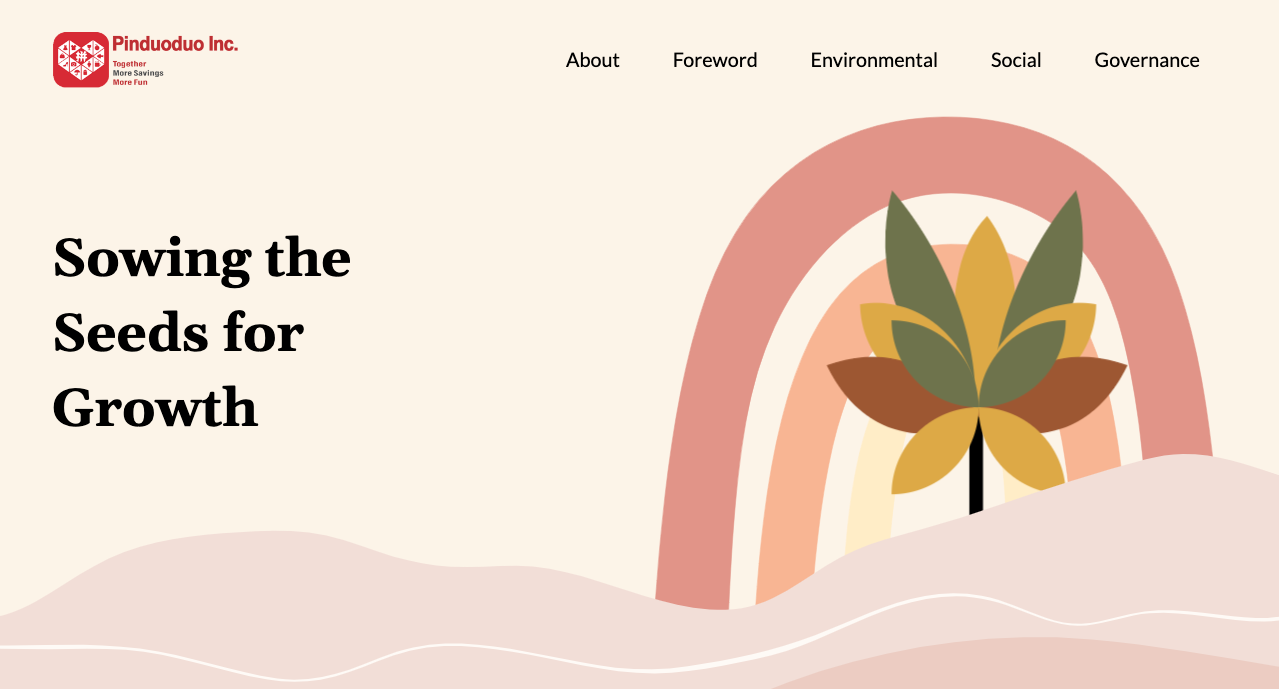 Pinduoduo Inc.
Together
More Savings
More Fun
About Foreword Environmental Social Governance
Sowing the
Seeds for
Growth